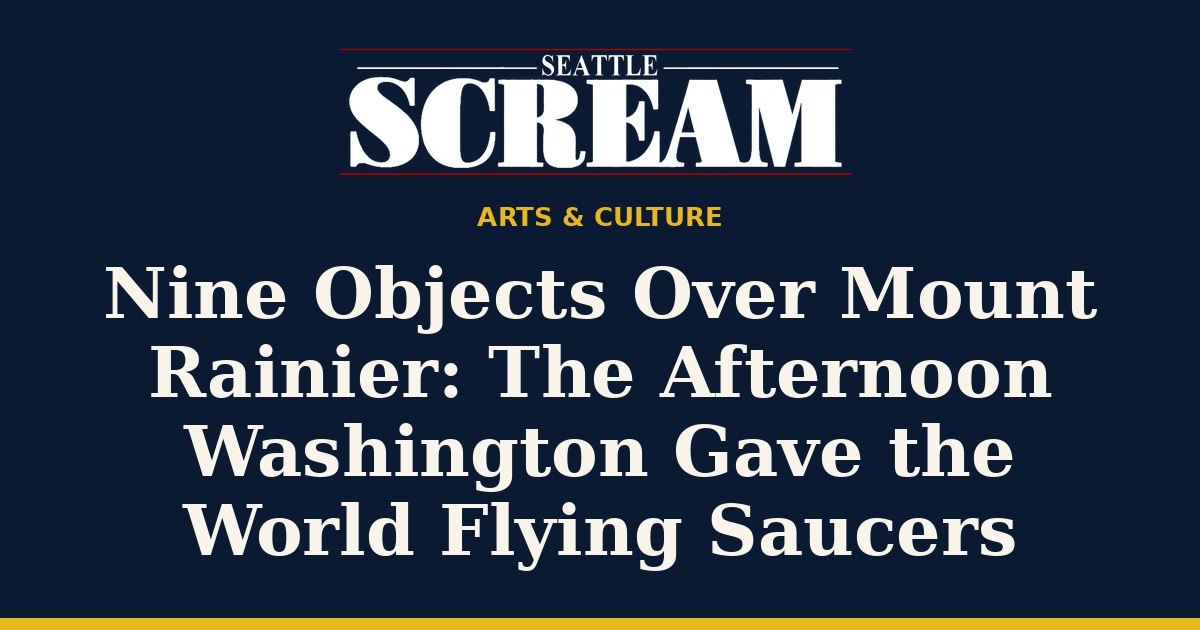 SEATTLE
SCREAM
ARTS & CULTURE
Nine Objects Over Mount
Rainier: The Afternoon
Washington Gave the
World Flying Saucers